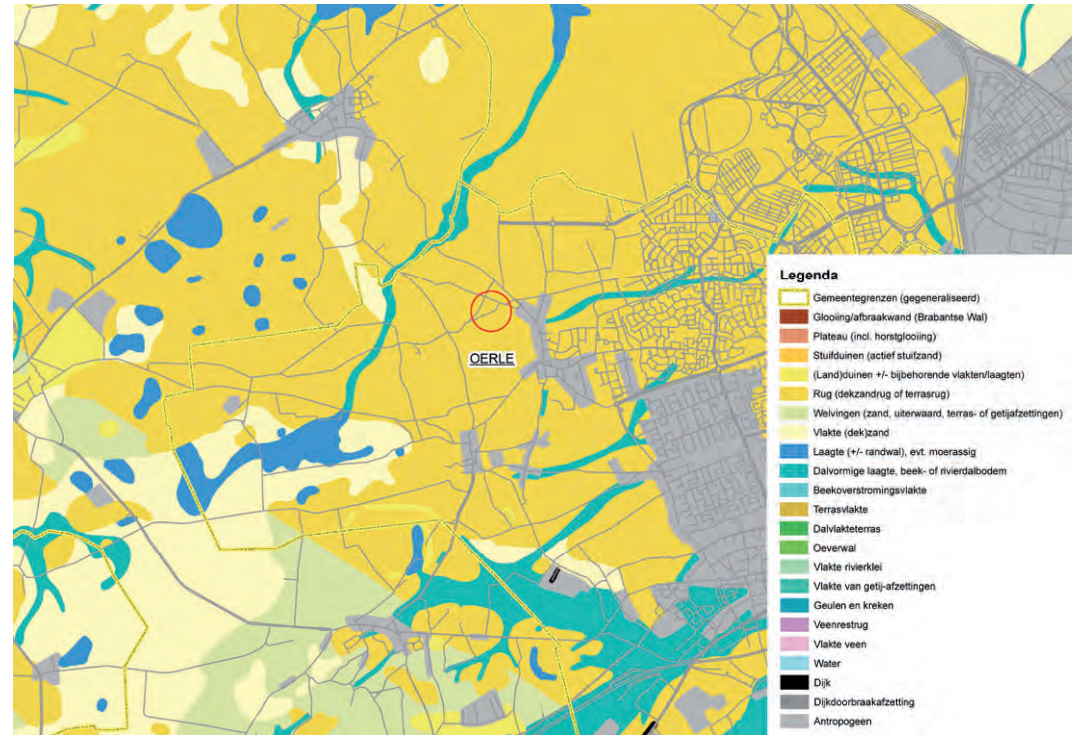 OERLE
Legenda
Gemeentegrenzen (gegeneraliseerd)
Glooiing/afbraakwand (Brabantse Wal)
Plateau (incl. horstglooiing)
Stuifduinen (actief stuifzand)
(Land)duinen +/- bijbehorende vlakten/laagten)
Rug (dekzandrug of terrasrug)
Welvingen (zand, uiterwaard, terras- of getijafzettingen)
Vlakte (dek)zand
Laagte (+/- randwal), evt. moerassig
Dalvormige laagte, beek- of rivierdalbodem
Beekoverstromingsvlakte
Terrasvlakte
Dalvlakteterras
Oeverwal
Vlakte rivierklei
Vlakte van getij-afzettingen
Geulen en kreken
Veenrestrug
Vlakte veen
Water
Dijk
Dijkdoorbraakafzetting
Antropogeen